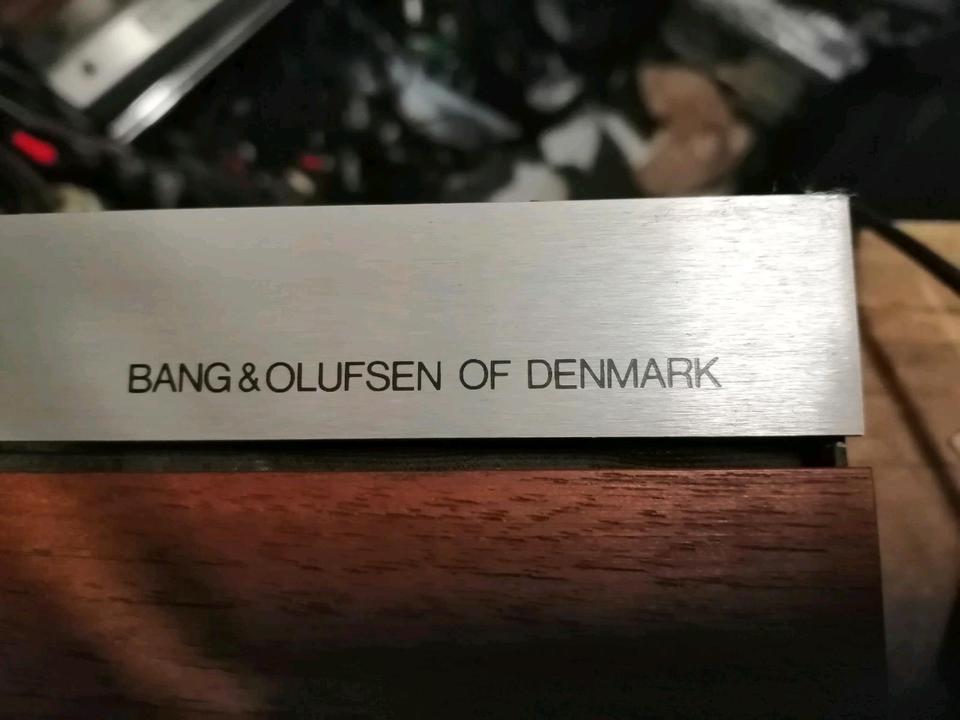 BANG & OLUFSEN OF DENMARK